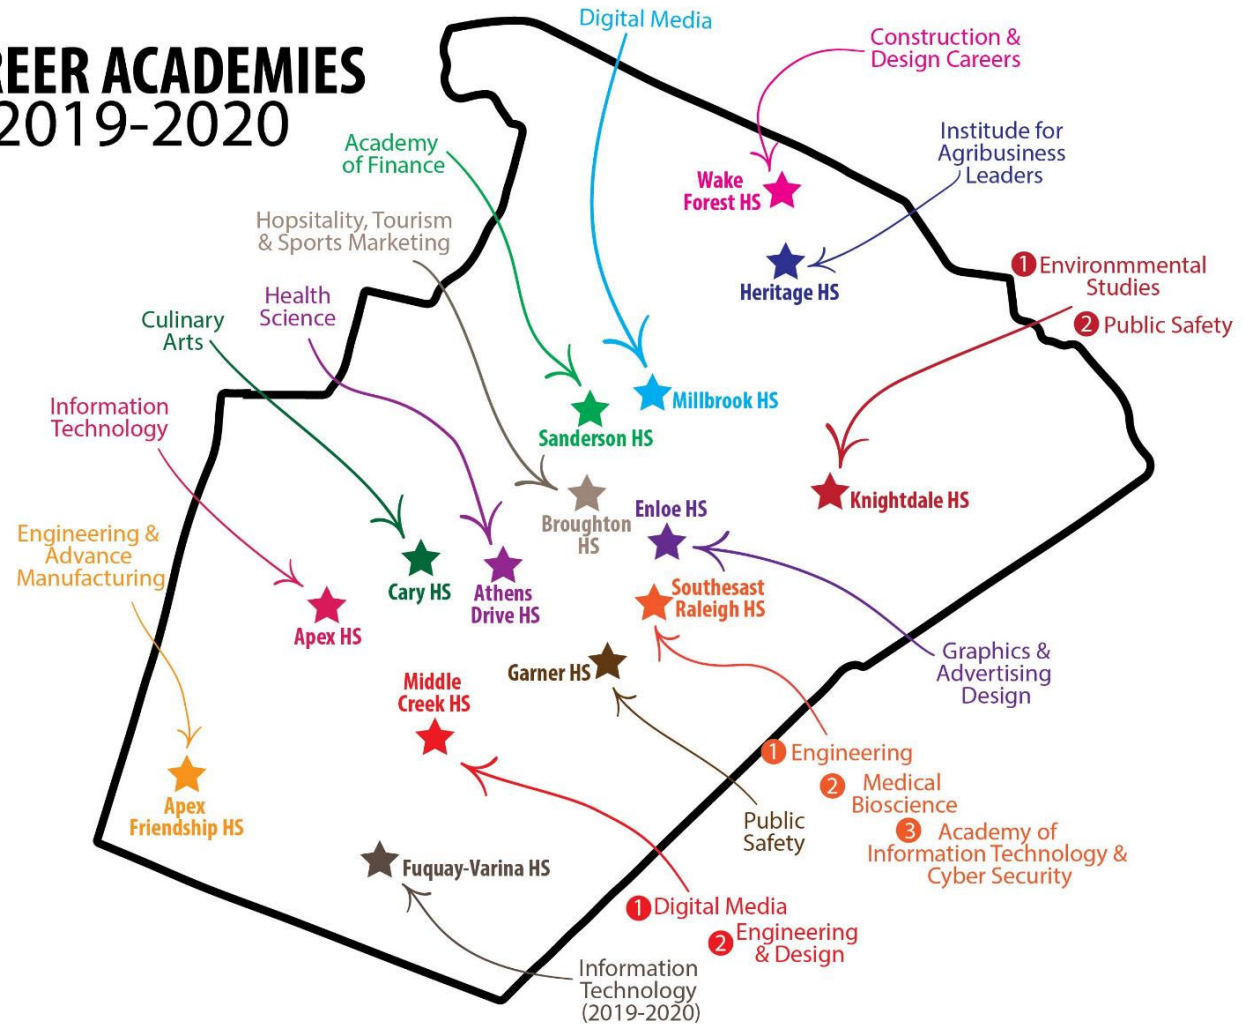 REER ACADEMIES
2019-2020
Digital Media
Construction &
Design Careers
Academy
of Finance
Institude for
Agribusiness
Leaders
Wake
Forest HS
Hopsitality, Tourism
& Sports Marketing
Heritage HS
1 Environmmental
Studies
2 Public Safety
Health
Science
Culinary
Arts
Information
Technology
Millbrook HS
Sanderson HS
Knightdale HS
Broughton
HS
Enloe HS
Engineering &
Advance
Manufacturing
Cary HS
Athens
Drive HS
Southesast
Raleigh HS
Apex HS
Graphics &
Advertising
Design
Garner HS
Middle
Creek HS
1 Engineering
2 Medical
Bioscience
3 Academy of
Information Technology &
Cyber Security
Apex
Friendship HS
Public
Safety
Fuquay-Varina HS
1 Digital Media
2 Engineering
& Design
Information
Technology
(2019-2020)